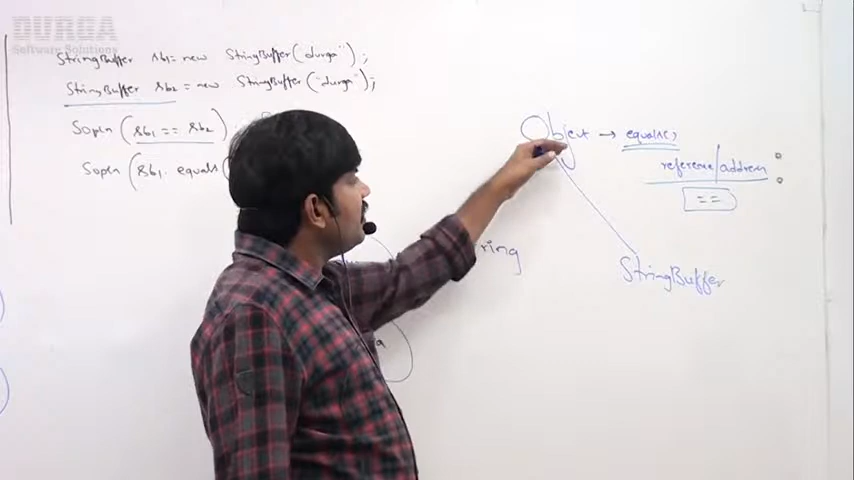 DURGA
Software Solutions
StringBuffer sb1 = new StringBuffer("durga");
StringBuffer sb2 = new StringBuffer("durga");
Sopln (sb1 == sb2)
Sopln (sb1. equals(
Object → equals()
reference/address
==
ring
StringBuffer
a